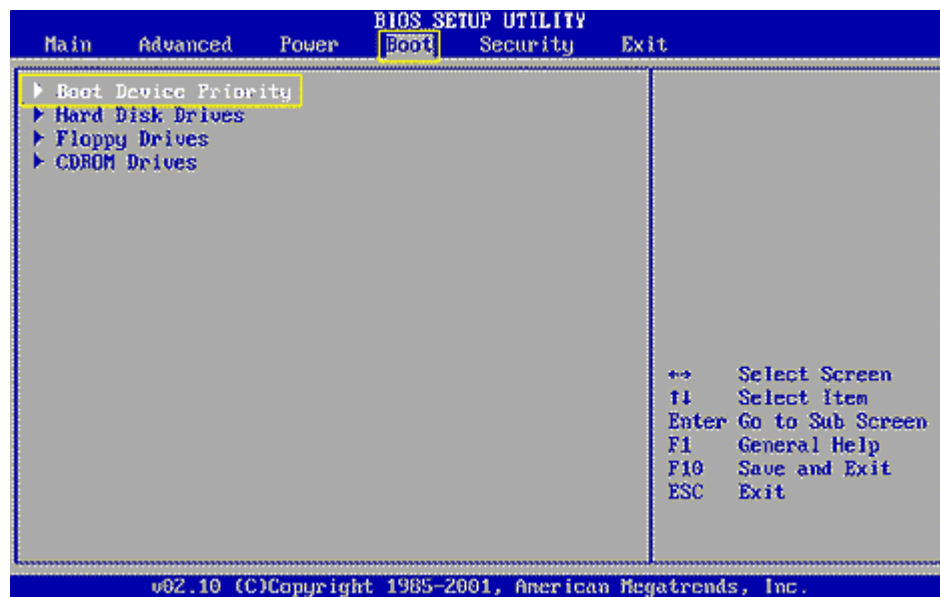 BIOS SETUP UTILITY
Main Advanced Power Boot Security Exit
Boot Device Priority
Hard Disk Drives
Floppy Drives
CDROM Drives
↔ Select Screen
↑↓ Select Item
Enter Go to Sub Screen
F1 General Help
F10 Save and Exit
ESC Exit
v02.10 (C)Copyright 1985-2001, American Megatrends, Inc.